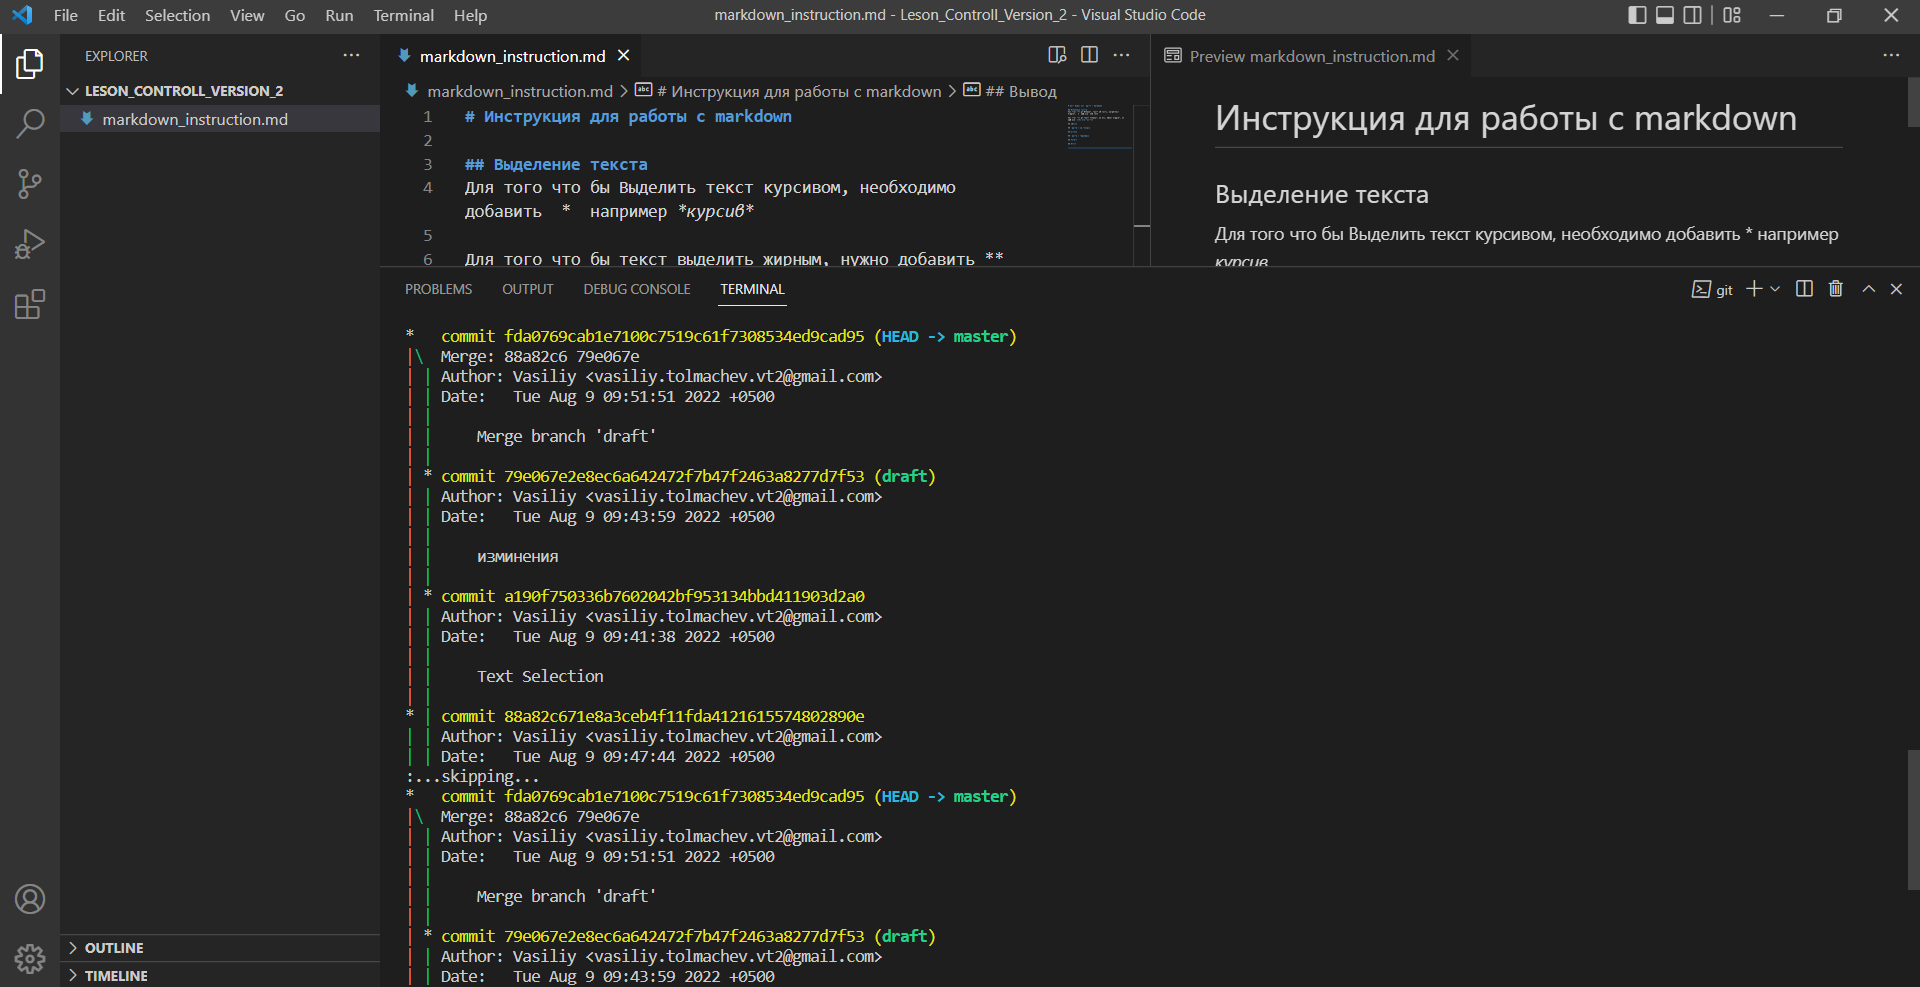 File Edit Selection View Go Run Terminal Help
markdown_instruction.md - Leson_Controll_Version_2 - Visual Studio Code
EXPLORER
LESON_CONTROLL_VERSION_2
markdown_instruction.md
OUTLINE
TIMELINE
markdown_instruction.md
markdown_instruction.md > # Инструкция для работы с markdown > ## Вывод
1 # Инструкция для работы с markdown
2
3 ## Выделение текста
4 Для того что бы Выделить текст курсивом, необходимо
добавить * например *курсив*
5
6 Для того что бы текст выделить жирным, нужно добавить **
Preview markdown_instruction.md
Инструкция для работы с markdown
Выделение текста
Для того что бы Выделить текст курсивом, необходимо добавить * например
курсив
PROBLEMS OUTPUT DEBUG CONSOLE TERMINAL
git
* commit fda0769cab1e7100c7519c61f7308534ed9cad95 (HEAD -> master)
|\ Merge: 88a82c6 79e067e
| | Author: Vasiliy <vasiliy.tolmachev.vt2@gmail.com>
| | Date: Tue Aug 9 09:51:51 2022 +0500
| |
| | Merge branch 'draft'
| |
| * commit 79e067e2e8ec6a642472f7b47f2463a8277d7f53 (draft)
| | Author: Vasiliy <vasiliy.tolmachev.vt2@gmail.com>
| | Date: Tue Aug 9 09:43:59 2022 +0500
| |
| | изминения
| |
| * commit a190f750336b7602042bf953134bbd411903d2a0
| | Author: Vasiliy <vasiliy.tolmachev.vt2@gmail.com>
| | Date: Tue Aug 9 09:41:38 2022 +0500
| |
| | Text Selection
| |
* | commit 88a82c671e8a3ceb4f11fda4121615574802890e
| | Author: Vasiliy <vasiliy.tolmachev.vt2@gmail.com>
| | Date: Tue Aug 9 09:47:44 2022 +0500
:...skipping...
* commit fda0769cab1e7100c7519c61f7308534ed9cad95 (HEAD -> master)
|\ Merge: 88a82c6 79e067e
| | Author: Vasiliy <vasiliy.tolmachev.vt2@gmail.com>
| | Date: Tue Aug 9 09:51:51 2022 +0500
| |
| | Merge branch 'draft'
| |
| * commit 79e067e2e8ec6a642472f7b47f2463a8277d7f53 (draft)
| | Author: Vasiliy <vasiliy.tolmachev.vt2@gmail.com>
| | Date: Tue Aug 9 09:43:59 2022 +0500